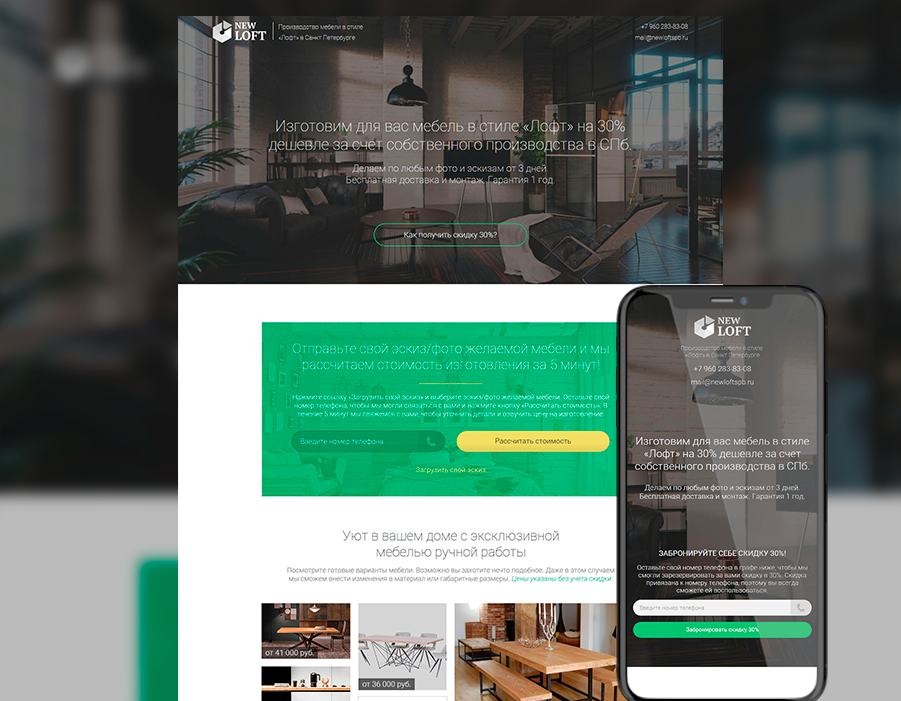 NEW
LOFT
Производство мебели в стиле
«Лофт» в Санкт Петербурге
+7 960 283-83-08
mail@newloftspb.ru
Изготовим для вас мебель в стиле «Лофт» на 30%
дешевле за счет собственного производства в СПб.
Делаем по любым фото и эскизам от 3 дней.
Бесплатная доставка и монтаж. Гарантия 1 год.
Как получить скидку 30%?
Отправьте свой эскиз/фото желаемой мебели и мы
рассчитаем стоимость изготовления за 5 минут!
Нажмите ссылку «Загрузить свой эскиз» и выберите эскиз/фото желаемой мебели. Оставьте свой
номер телефона, чтобы мы могли связаться с вами и нажмите кнопку «Рассчитать стоимость». В
течение 5 минут мы свяжемся с вами, чтобы уточнить детали и озвучить цену на изготовление.
Введите номер телефона
Рассчитать стоимость
Загрузить свой эскиз
Уют в вашем доме с эксклюзивной
мебелью ручной работы
Посмотрите готовые варианты мебели. Возможно вы захотите нечто подобное. Даже в этом случаем
мы сможем внести изменения в материал или габаритные размеры. Цены указаны без учета скидки.
от 41 000 руб.
от 36 000 руб.
NEW
LOFT
Производство мебели в стиле
«Лофт» в Санкт Петербурге
+7 960 283-83-08
mail@newloftspb.ru
Изготовим для вас мебель в стиле
«Лофт» на 30% дешевле за счет
собственного производства в СПб.
Делаем по любым фото и эскизам от 3 дней.
Бесплатная доставка и монтаж. Гарантия 1 год.
ЗАБРОНИРУЙТЕ СЕБЕ СКИДКУ 30%!
Оставьте свой номер телефона в графе ниже, чтобы мы
смогли зарезервировать за вами скидку в 30%. Скидка
привязана к номеру телефона, поэтому вы всегда
сможете ей воспользоваться.
Введите номер телефона
Забронировать скидку 30%